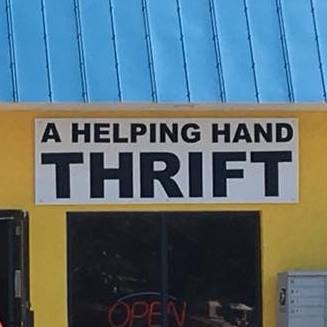 A HELPING HAND
THRIFT
OPEN